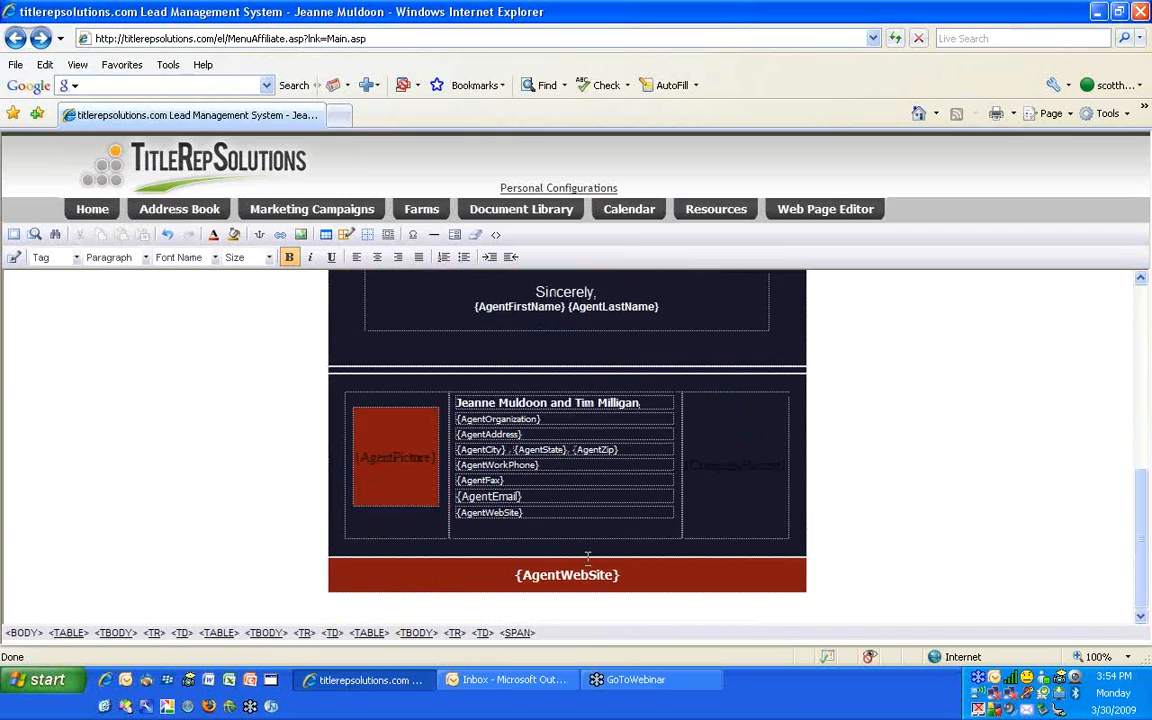 titlerepsolutions.com Lead Management System - Jeanne Muldoon - Windows Internet Explorer
http://titlerepsolutions.com/el/MenuAffiliate.asp?lnk=Main.asp
Live Search
File Edit View Favorites Tools Help
Google Search Bookmarks Find Check AutoFill scotth...
titlerepsolutions.com Lead Management System - Jea... Page Tools
TITLEREPSOLUTIONS
Personal Configurations
Home Address Book Marketing Campaigns Farms Document Library Calendar Resources Web Page Editor
Tag Paragraph Font Name Size B i U
Sincerely,
{AgentFirstName} {AgentLastName}
Jeanne Muldoon and Tim Milligan
{AgentOrganization}
{AgentAddress}
{AgentCity} , {AgentState}, {AgentZip}
{AgentPicture}
{AgentWorkPhone}
{AgentFax}
{AgentEmail}
{AgentWebSite}
{AgentWebSite}
<BODY> <TABLE> <TBODY> <TR> <TD> <TABLE> <TBODY> <TR> <TD> <TABLE> <TBODY> <TR> <TD> <SPAN>
Done Internet 100%
start titlerepsolutions.com ... Inbox - Microsoft Out... GoToWebinar 3:54 PM
Monday
3/30/2009